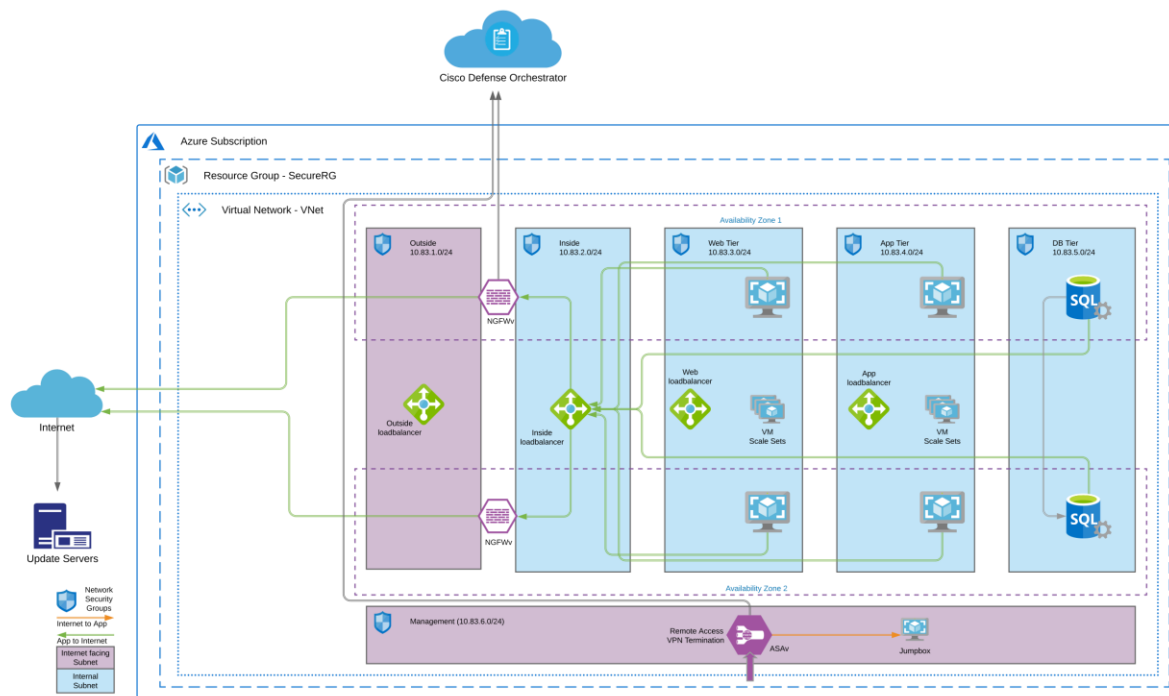 Cisco Defense Orchestrator
Azure Subscription
Resource Group - SecureRG
Virtual Network - VNet
Availability Zone 1
Outside
10.83.1.0/24
Inside
10.83.2.0/24
Web Tier
10.83.3.0/24
App Tier
10.83.4.0/24
DB Tier
10.83.5.0/24
SQL
NGFWv
Web
loadbalancer
App
loadbalancer
Outside
loadbalancer
Inside
loadbalancer
VM
Scale Sets
VM
Scale Sets
Internet
NGFWv
SQL
Update Servers
Availability Zone 2
Network
Security
Groups
Internet to App
App to Internet
Internet facing
Subnet
Internal
Subnet
Management (10.83.6.0/24)
Remote Access
VPN Termination
ASAv
Jumpbox